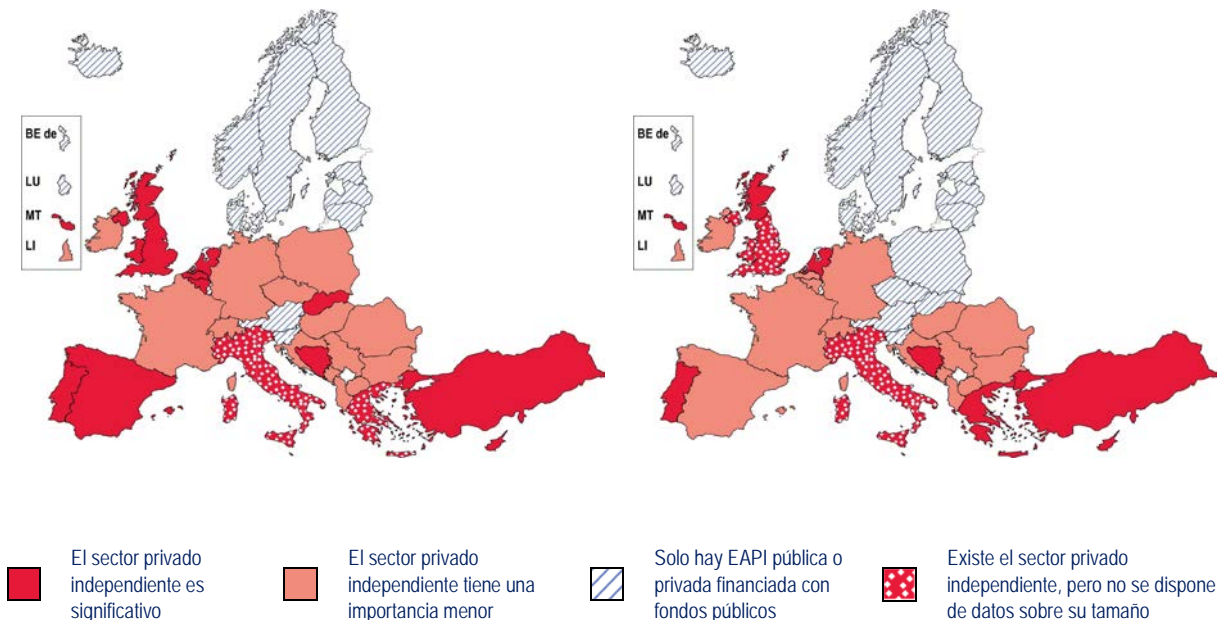 BE de
LU
MT
LI
BE de
LU
MT
LI
El sector privado
independiente es
significativo
El sector privado
independiente tiene una
importancia menor
Solo hay EAPI pública o
privada financiada con
fondos públicos
Existe el sector privado
independiente, pero no se dispone
de datos sobre su tamaño